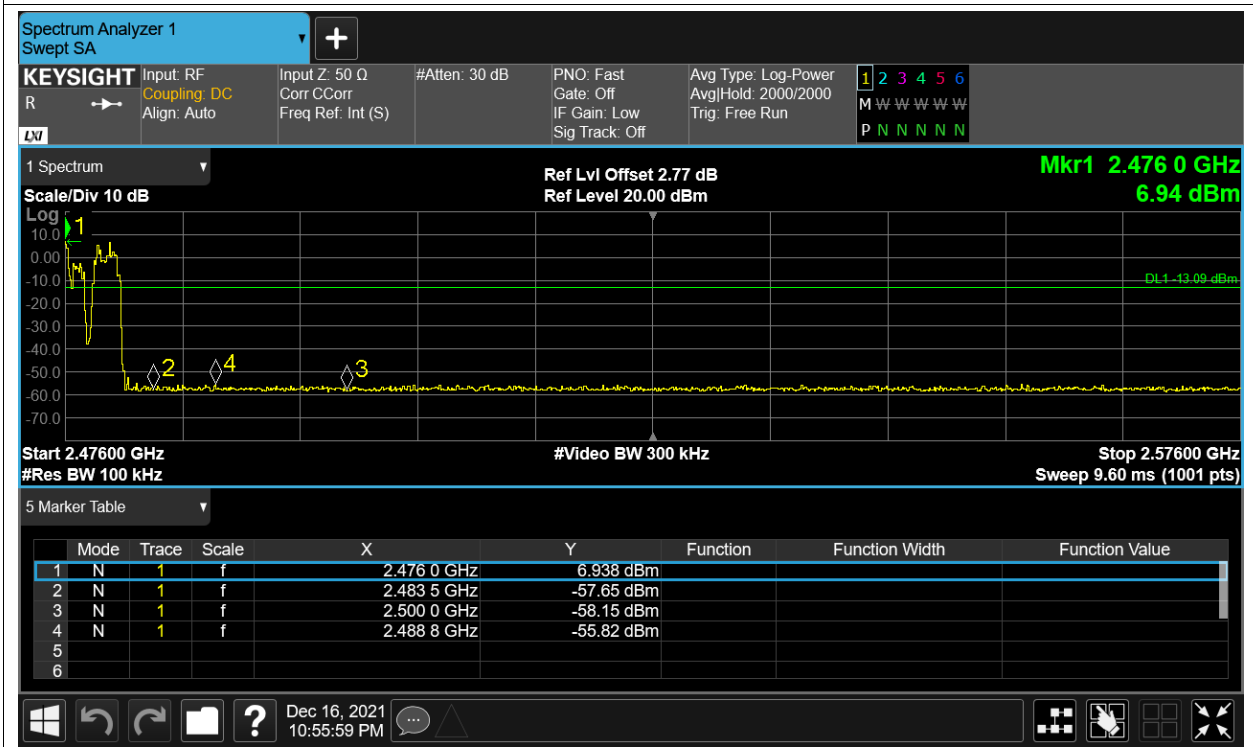 Spectrum Analyzer 1
Swept SA
KEYSIGHT Input: RF Input Z: 50 Ω #Atten: 30 dB PNO: Fast Avg Type: Log-Power 1 2 3 4 5 6
R Coupling: DC Corr CCorr Gate: Off Avg|Hold: 2000/2000 M W W W W W
Align: Auto Freq Ref: Int (S) IF Gain: Low Trig: Free Run
LXI Sig Track: Off P N N N N N
1 Spectrum Ref Lvl Offset 2.77 dB Mkr1 2.476 0 GHz
Scale/Div 10 dB Ref Level 20.00 dBm 6.94 dBm
Log
1
10.0
0.00
-10.0 DL1 -13.09 dBm
-20.0
-30.0
-40.0
2 4 3
-50.0
-60.0
-70.0
Start 2.47600 GHz #Video BW 300 kHz Stop 2.57600 GHz
#Res BW 100 kHz Sweep 9.60 ms (1001 pts)
5 Marker Table
Mode Trace Scale X Y Function Function Width Function Value
1 N 1 f 2.476 0 GHz 6.938 dBm
2 N 1 f 2.483 5 GHz -57.65 dBm
3 N 1 f 2.500 0 GHz -58.15 dBm
4 N 1 f 2.488 8 GHz -55.82 dBm
5
6
? Dec 16, 2021
10:55:59 PM